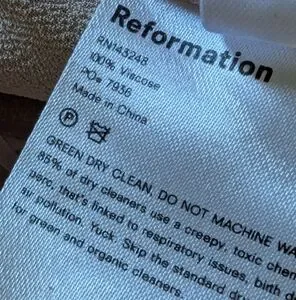 Reformation
RN143248
100% Viscose
PO# 7936
Made in China
P
GREEN DRY CLEAN. DO NOT MACHINE WA
85% of dry cleaners use a creepy, toxic chem
perc, that's linked to respiratory issues, birth d
air pollution. Yuck. Skip the standard dr
for green and organic cleaners.